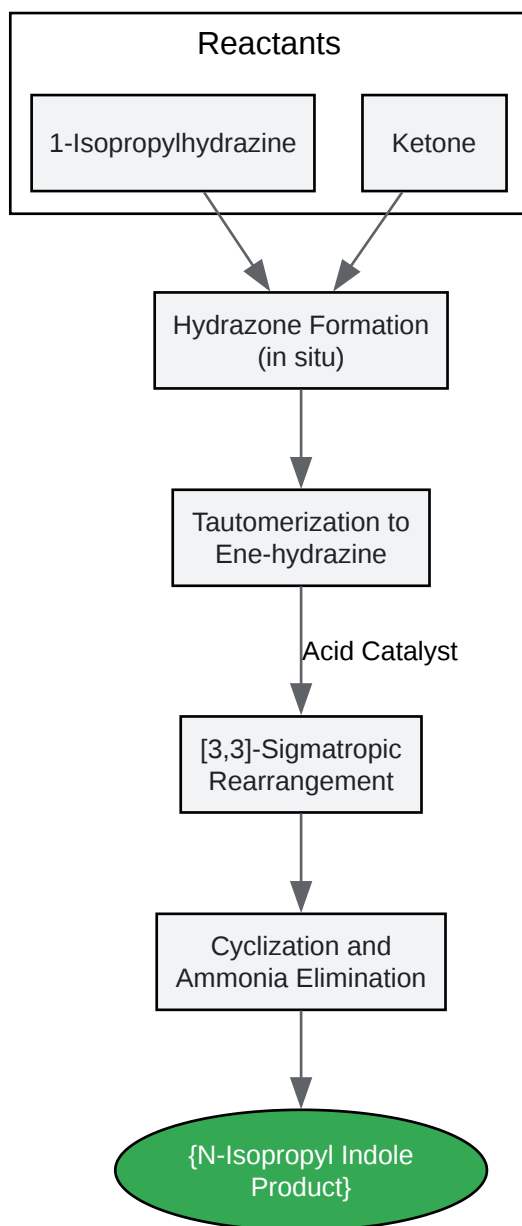 Reactants
1-Isopropylhydrazine
Ketone
Hydrazone Formation
(in situ)
Tautomerization to
Ene-hydrazine
Acid Catalyst
[3,3]-Sigmatropic
Rearrangement
Cyclization and
Ammonia Elimination
{N-Isopropyl Indole
Product}